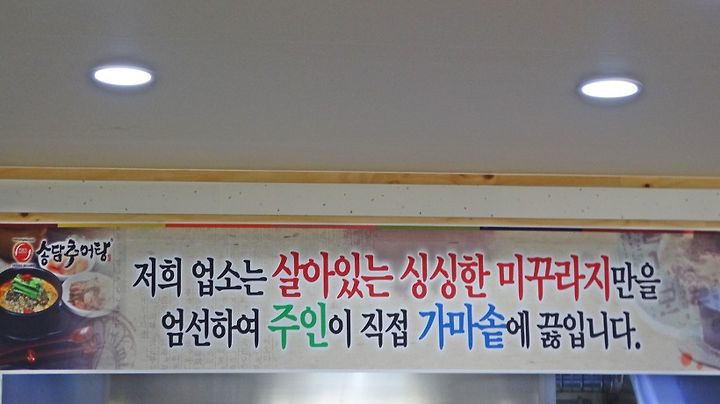 송담추어탕
저희 업소는 살아있는 싱싱한 미꾸라지만을
엄선하여 주인이 직접 가마솥에 끓입니다.